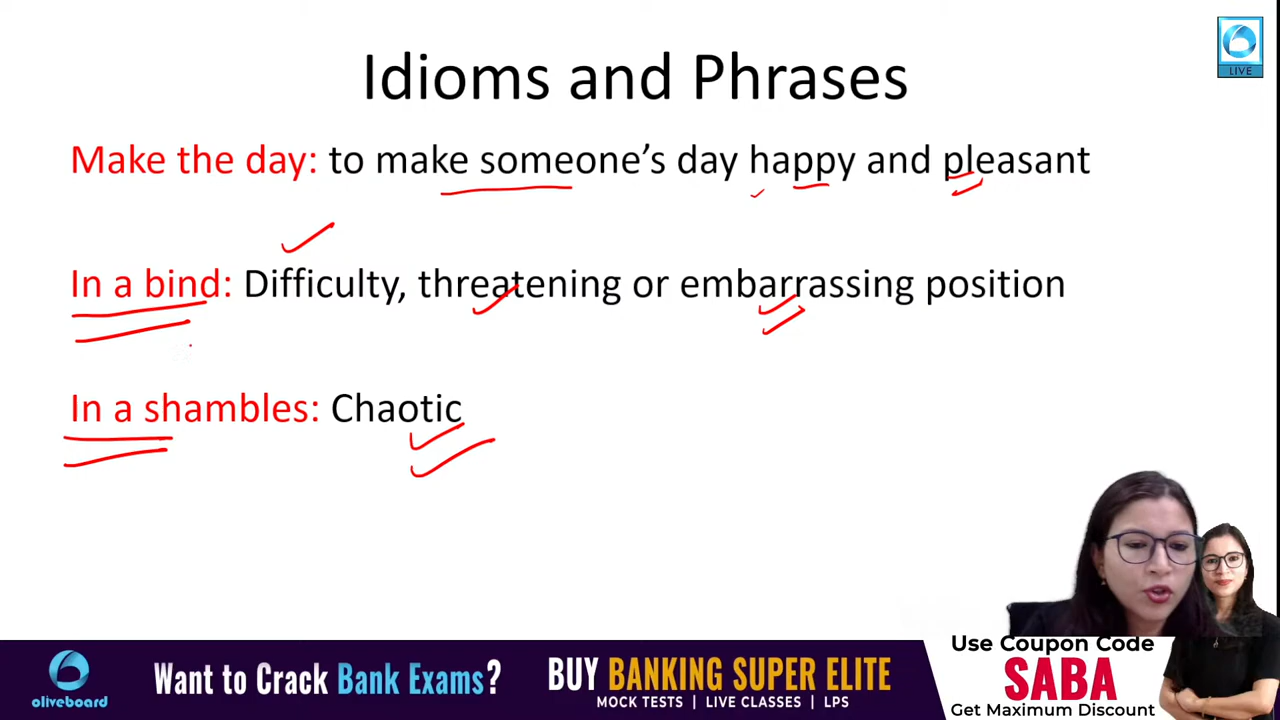 LIVE
Idioms and Phrases
Make the day: to make someone’s day happy and pleasant
In a bind: Difficulty, threatening or embarrassing position
In a shambles: Chaotic
oliveboard
Want to Crack Bank Exams?
BUY BANKING SUPER ELITE
MOCK TESTS | LIVE CLASSES | LPS
Use Coupon Code
SABA
Get Maximum Discount